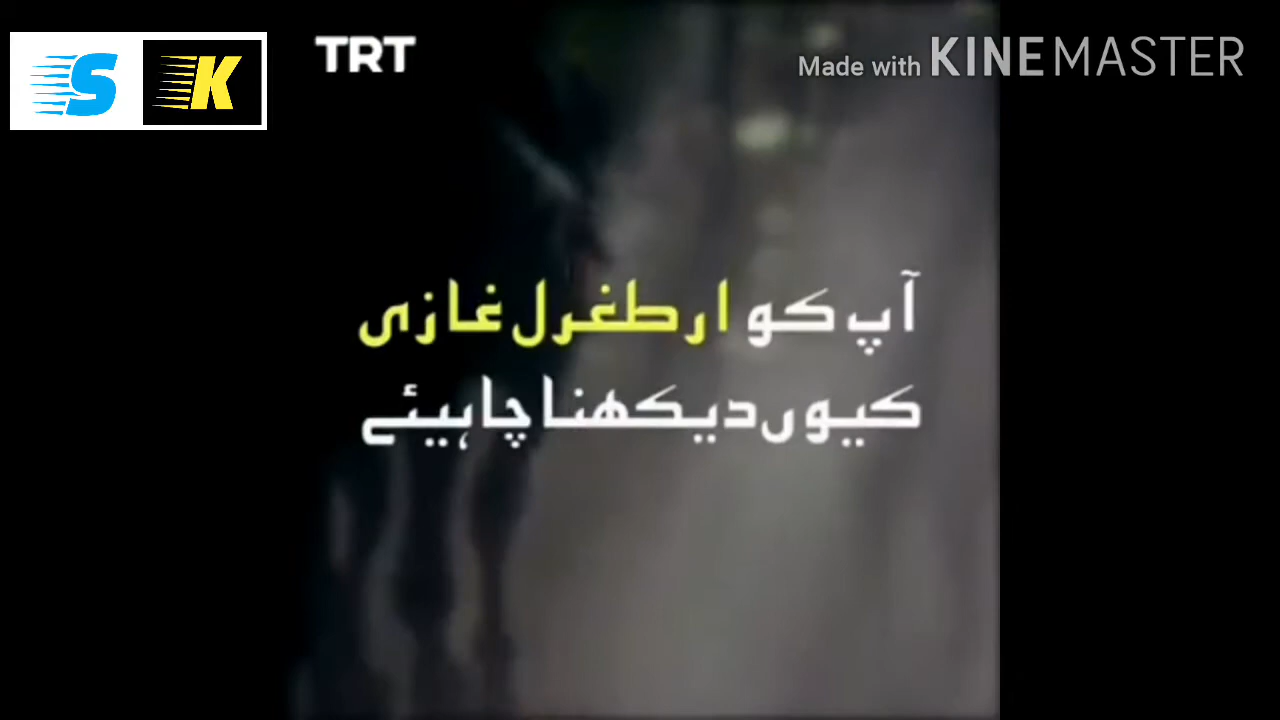 S K
TRT
Made with KINEMASTER
آپ کو ارطغرل غازی
کیوں دیکھنا چاہیئے